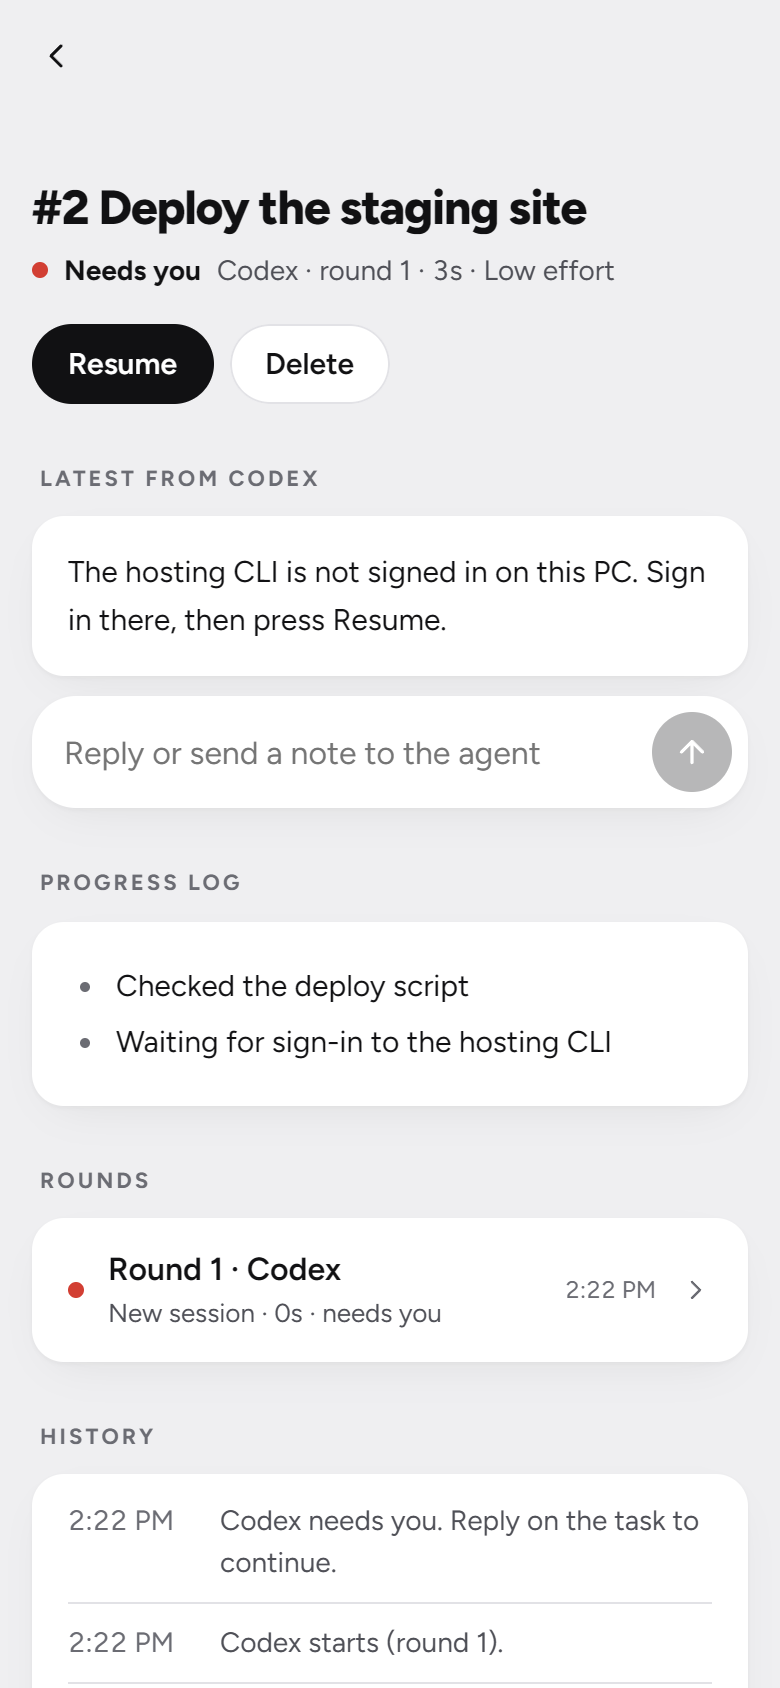 #2 Deploy the staging site
Needs you Codex · round 1 · 3s · Low effort
Resume Delete
LATEST FROM CODEX
The hosting CLI is not signed in on this PC. Sign
in there, then press Resume.
Reply or send a note to the agent
PROGRESS LOG
• Checked the deploy script
• Waiting for sign-in to the hosting CLI
ROUNDS
Round 1 · Codex
New session · 0s · needs you
2:22 PM
HISTORY
2:22 PM Codex needs you. Reply on the task to
continue.
2:22 PM Codex starts (round 1).